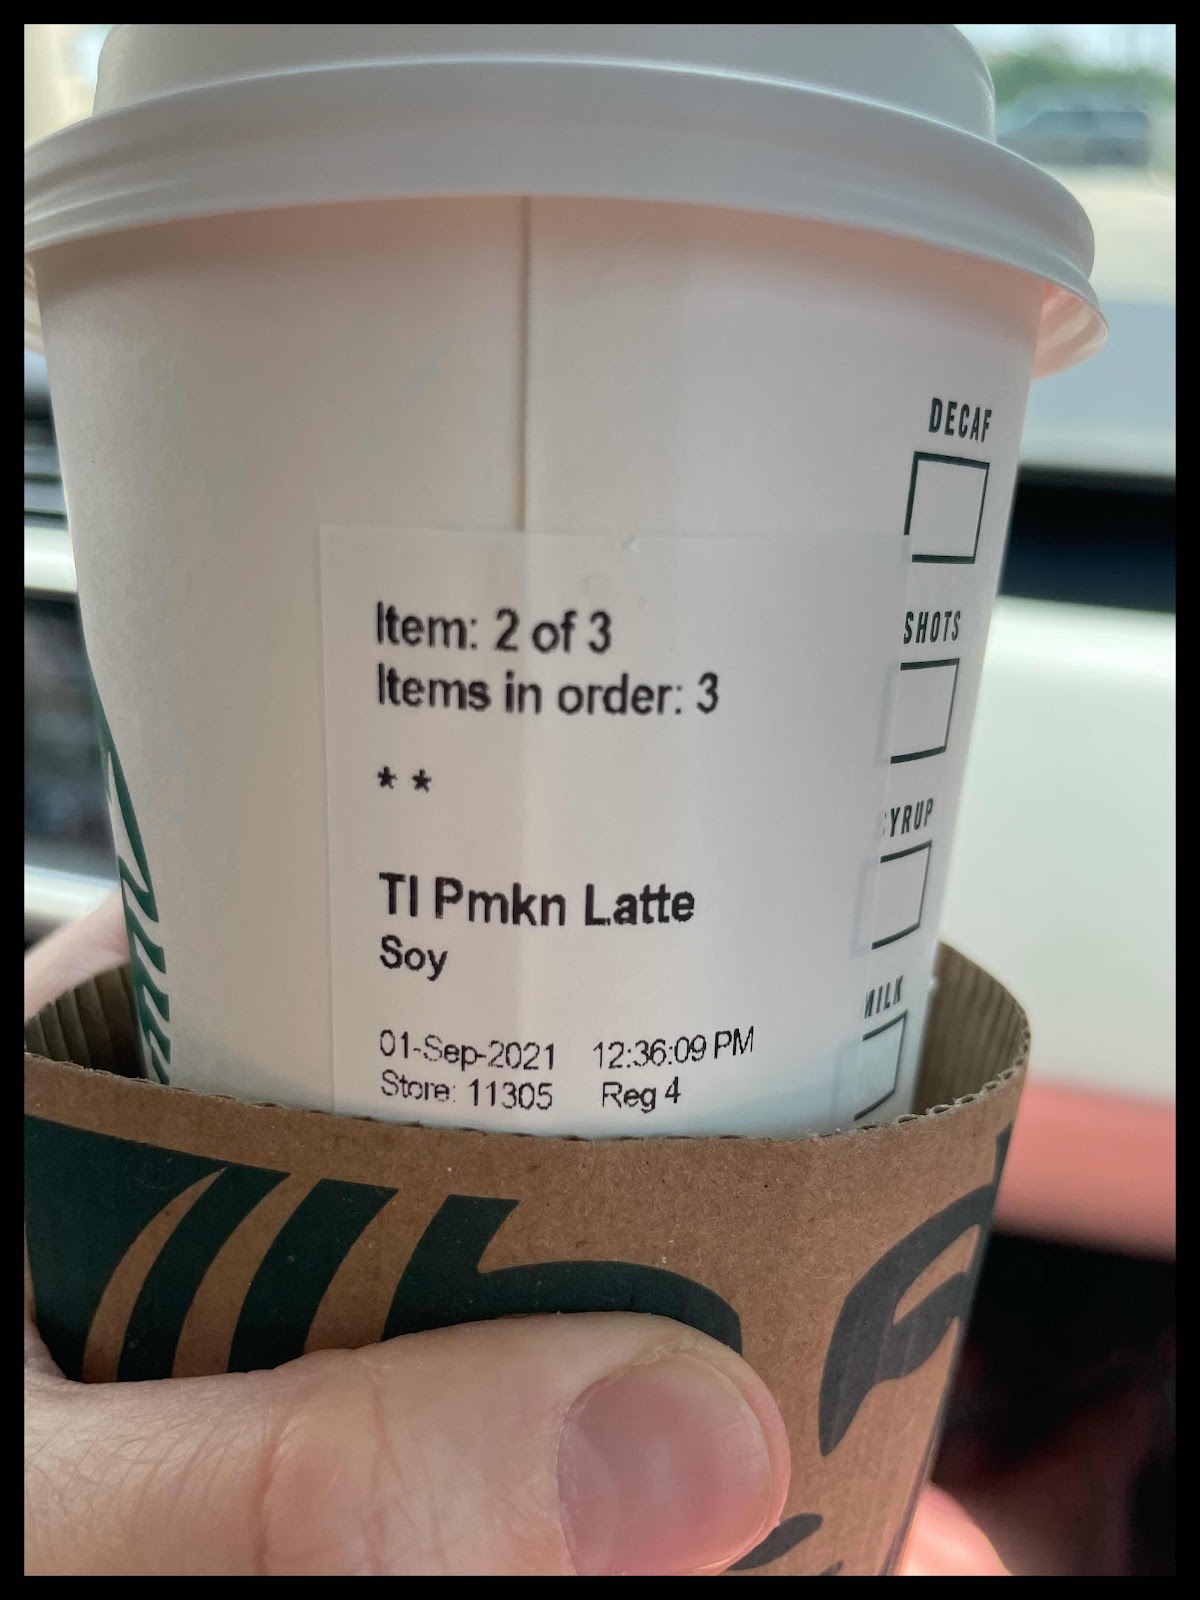 Item: 2 of 3
Items in order: 3
* *
Tl Pmkn Latte
Soy
01-Sep-2021 12:36:09 PM
Store: 11305 Reg 4
DECAF
SHOTS
YRUP
MILK